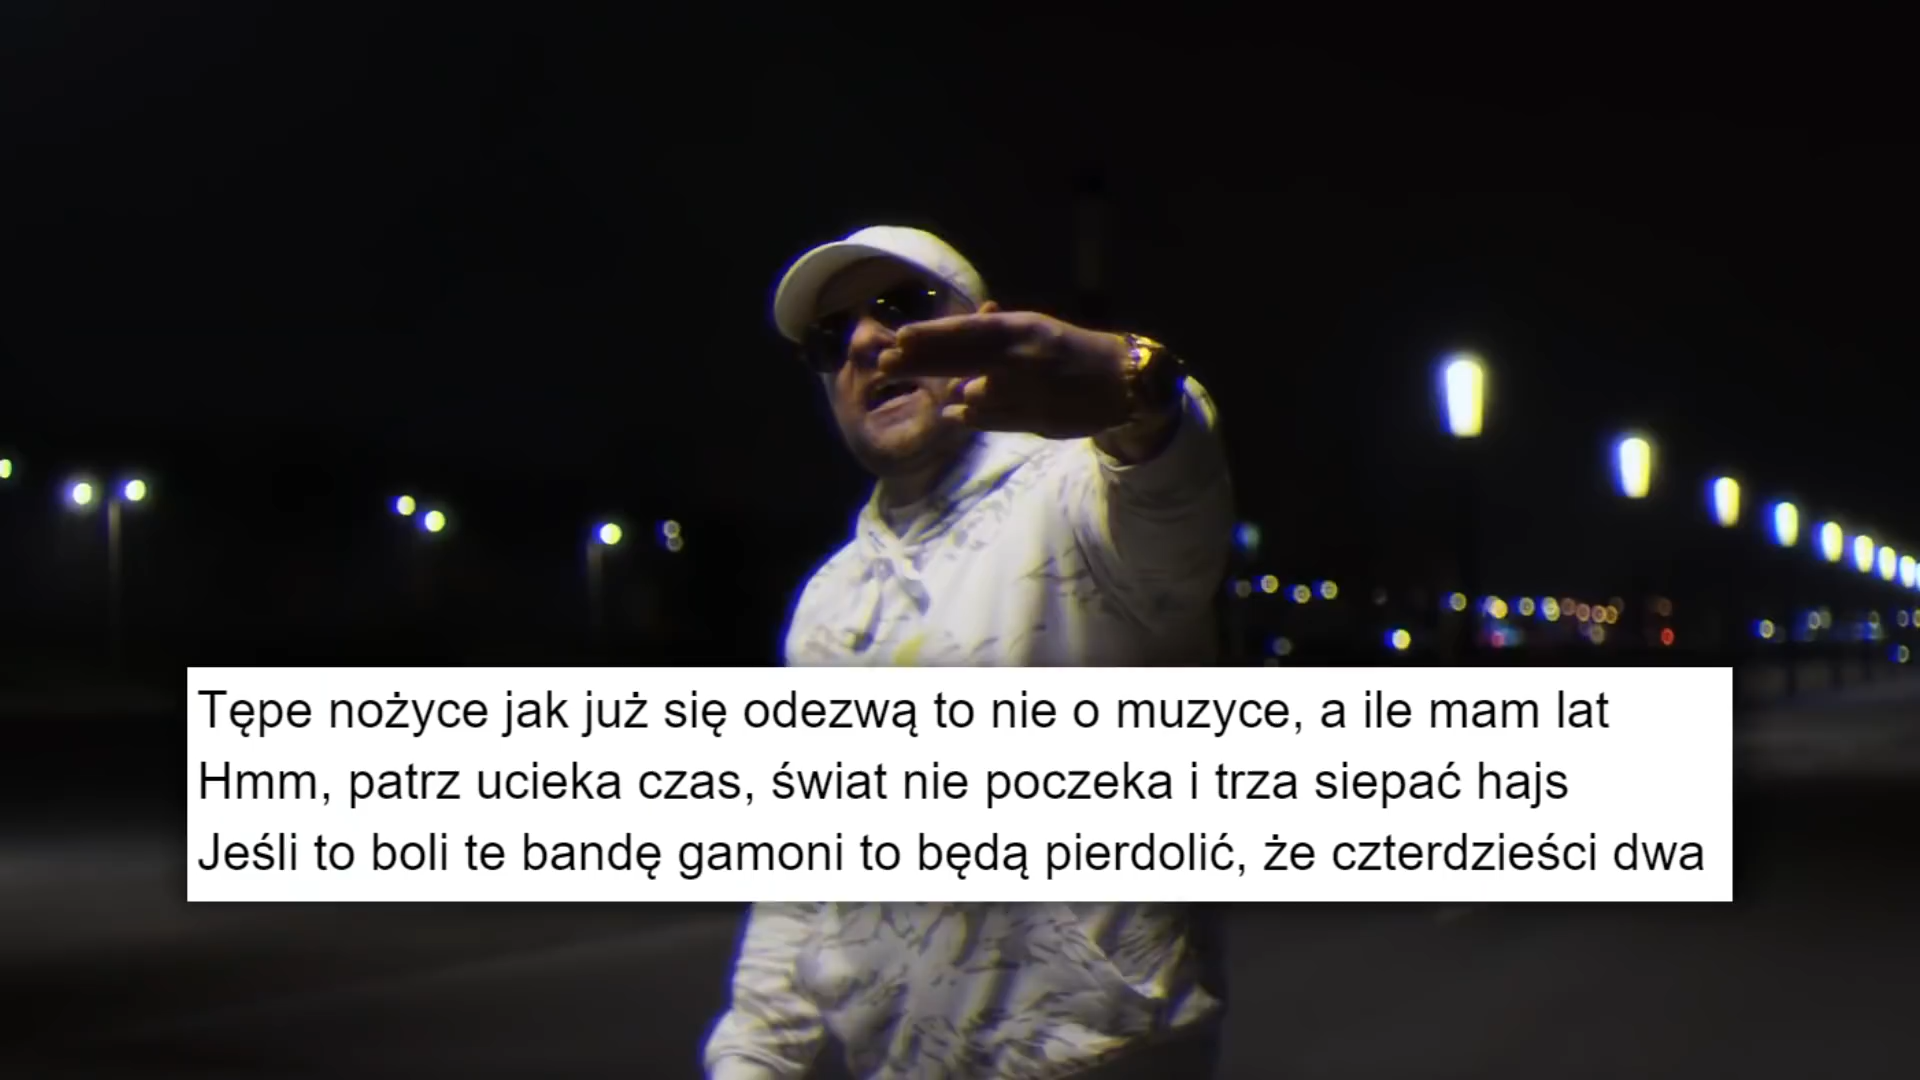 Tępe nożyce jak już się odezwą to nie o muzyce, a ile mam lat
Hmm, patrz ucieka czas, świat nie poczeka i trza siepać hajs
Jeśli to boli te bandę gamoni to będą pierdolić, że czterdzieści dwa